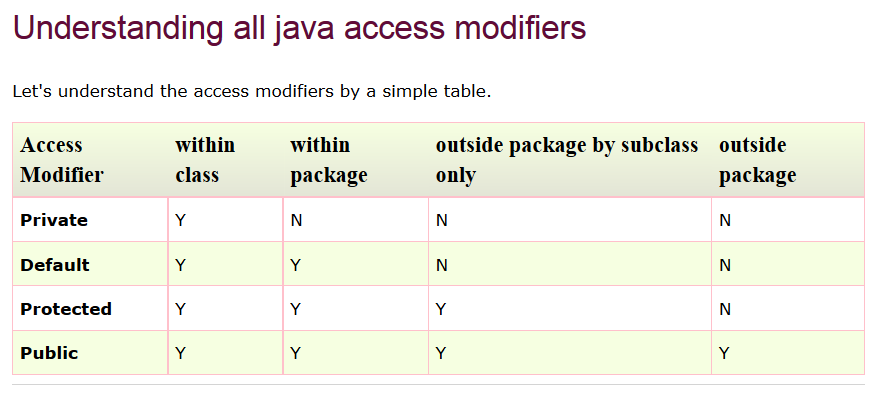 Understanding all java access modifiers
Let's understand the access modifiers by a simple table.
Access Modifier within class within package outside package by subclass only outside package
Private Y N N N
Default Y Y N N
Protected Y Y Y N
Public Y Y Y Y